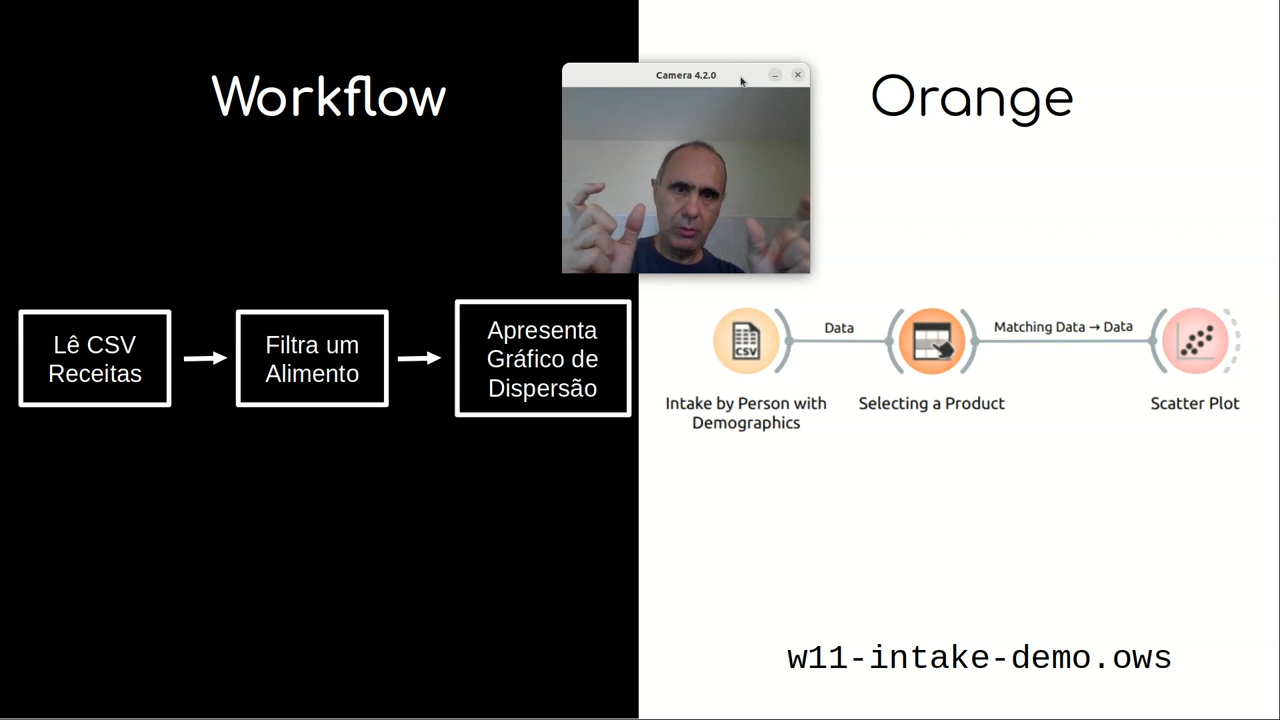 Workflow
Camera 4.2.0
Orange
Lê CSV
Receitas
Filtra um
Alimento
Apresenta
Gráfico de
Dispersão
CSV
Data
Matching Data → Data
Intake by Person with
Demographics
Selecting a Product
Scatter Plot
w11-intake-demo.ows